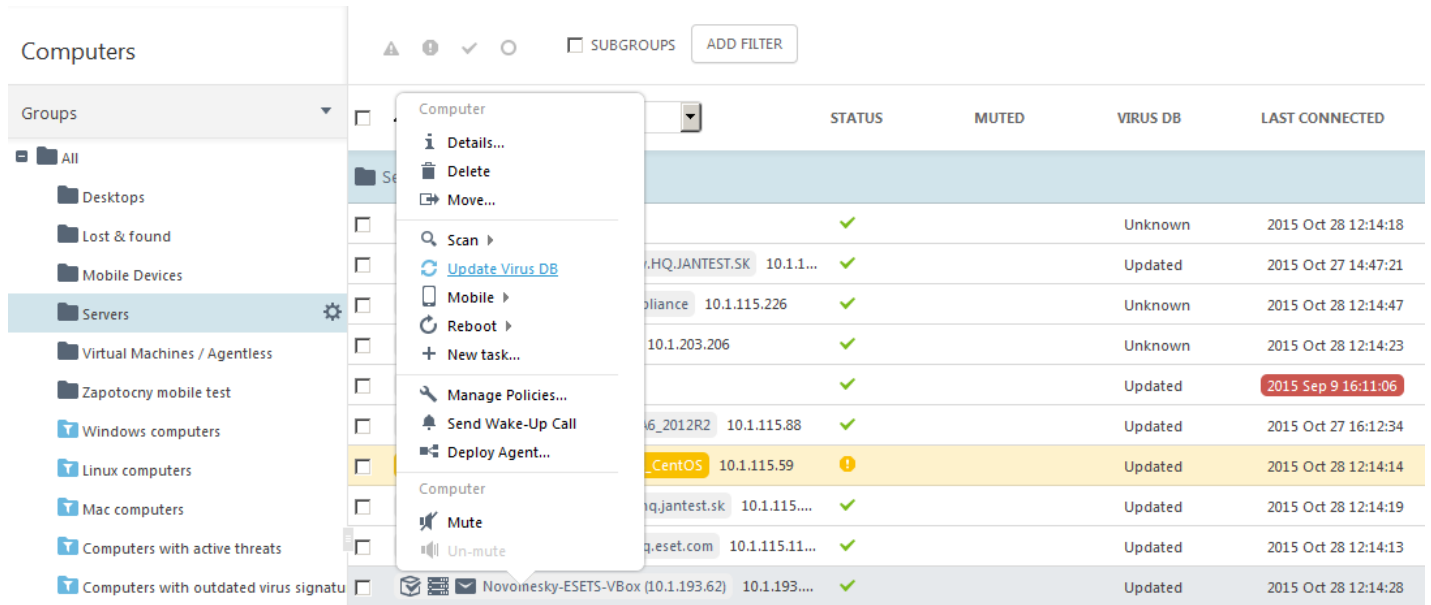 Computers
SUBGROUPS ADD FILTER
Groups
All
Desktops
Lost & found
Mobile Devices
Servers
Virtual Machines / Agentless
Zapotocny mobile test
Windows computers
Linux computers
Mac computers
Computers with active threats
Computers with outdated virus signatu
Computer
Details...
Delete
Move...
Scan
Update Virus DB
Mobile
Reboot
New task...
Manage Policies...
Send Wake-Up Call
Deploy Agent...
Computer
Mute
Un-mute
STATUS MUTED VIRUS DB LAST CONNECTED
Se
Unknown 2015 Oct 28 12:14:18
.HQ.JANTEST.SK 10.1.1... Updated 2015 Oct 27 14:47:21
pliance 10.1.115.226 Unknown 2015 Oct 28 12:14:47
10.1.203.206 Unknown 2015 Oct 28 12:14:23
Updated 2015 Sep 9 16:11:06
A6_2012R2 10.1.115.88 Updated 2015 Oct 27 16:12:34
_CentOS 10.1.115.59 Updated 2015 Oct 28 12:14:14
hq.jantest.sk 10.1.115.... Updated 2015 Oct 28 12:14:19
q.eset.com 10.1.115.11... Updated 2015 Oct 28 12:14:13
Novomesky-ESETS-VBox (10.1.193.62) 10.1.193.... Updated 2015 Oct 28 12:14:28